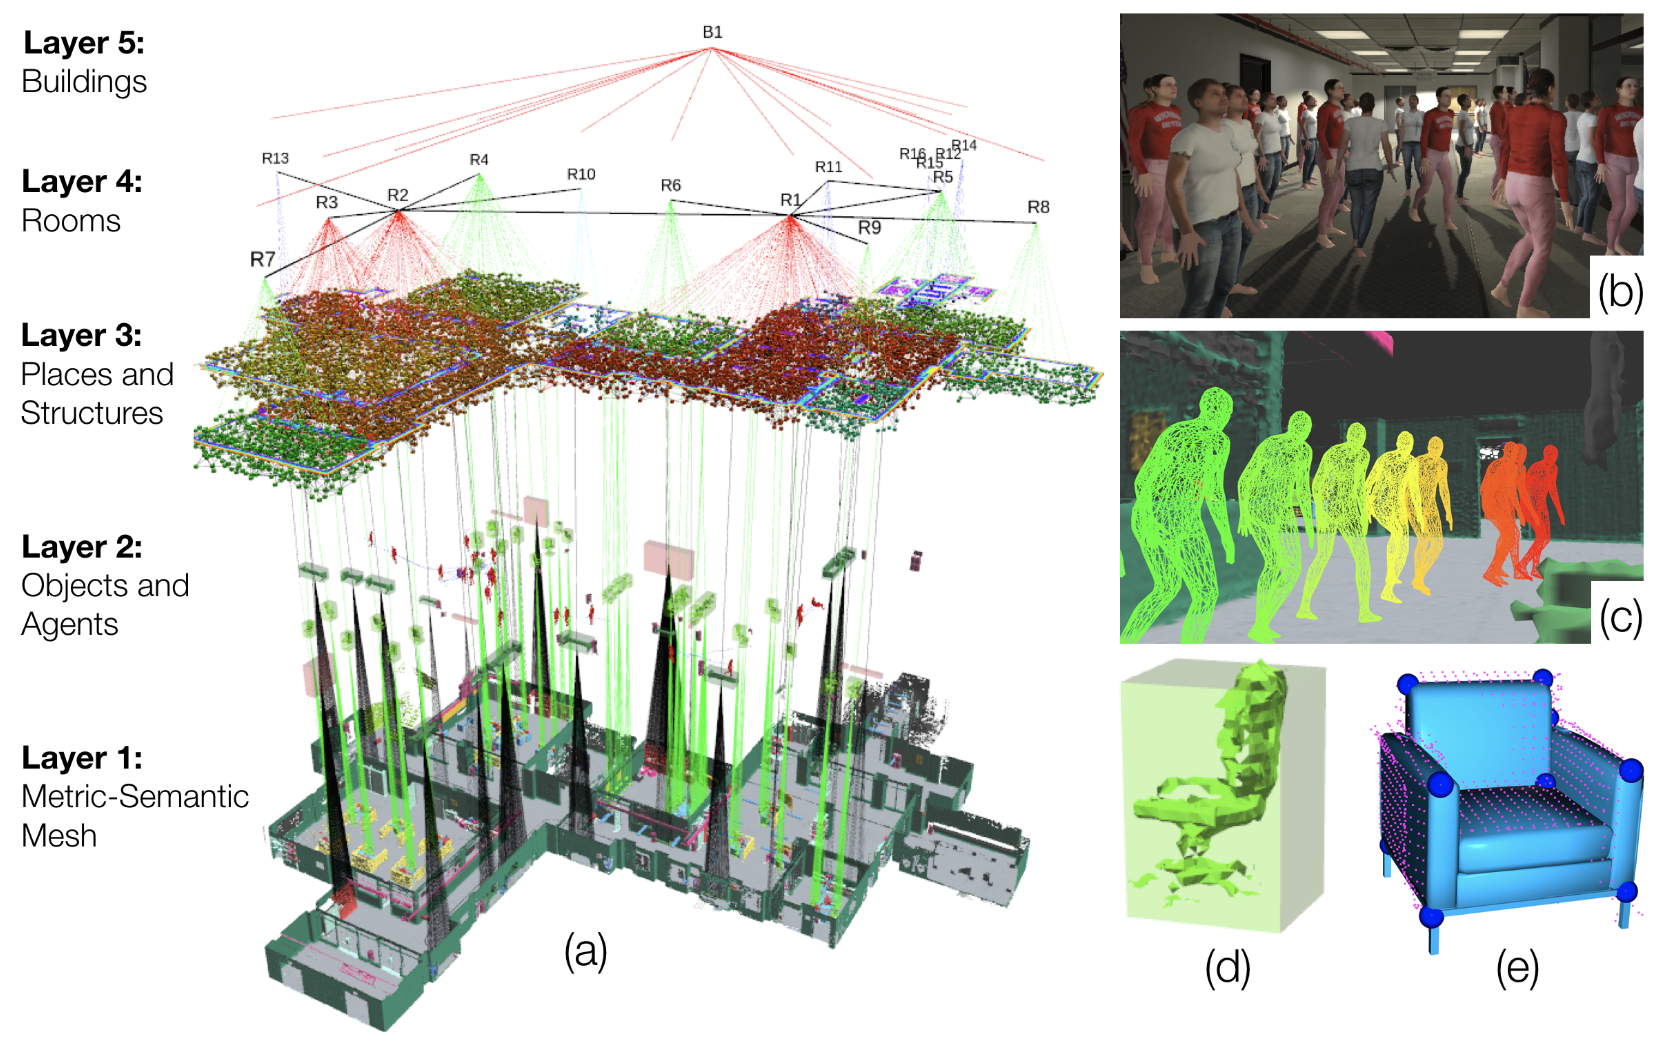 Layer 5:
Buildings
Layer 4:
Rooms
Layer 3:
Places and
Structures
Layer 2:
Objects and
Agents
Layer 1:
Metric-Semantic
Mesh
B1
R13
R4
R10
R3
R2
R7
R6
R1
R11
R16
R12
R14
R15
R5
R9
R8
(a)
(b)
(c)
(d)
(e)